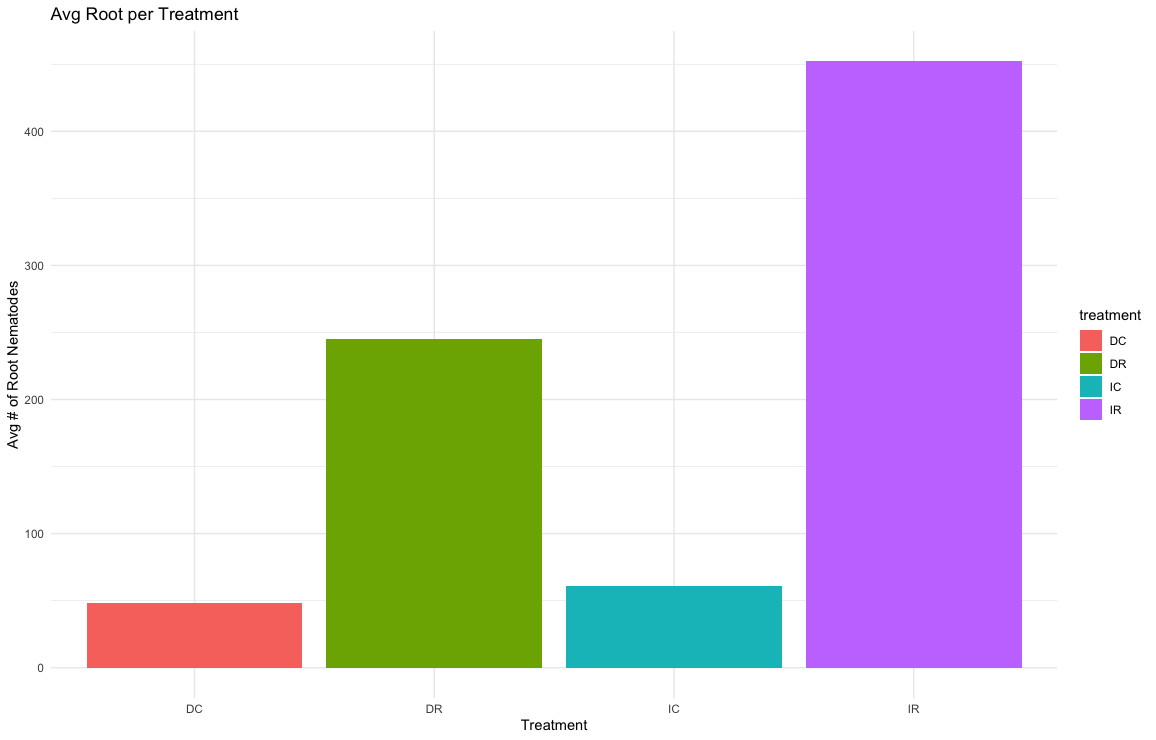 Avg Root per Treatment
Avg # of Root Nematodes
400
300
200
100
0
DC
DR
IC
IR
Treatment
treatment
DC
DR
IC
IR